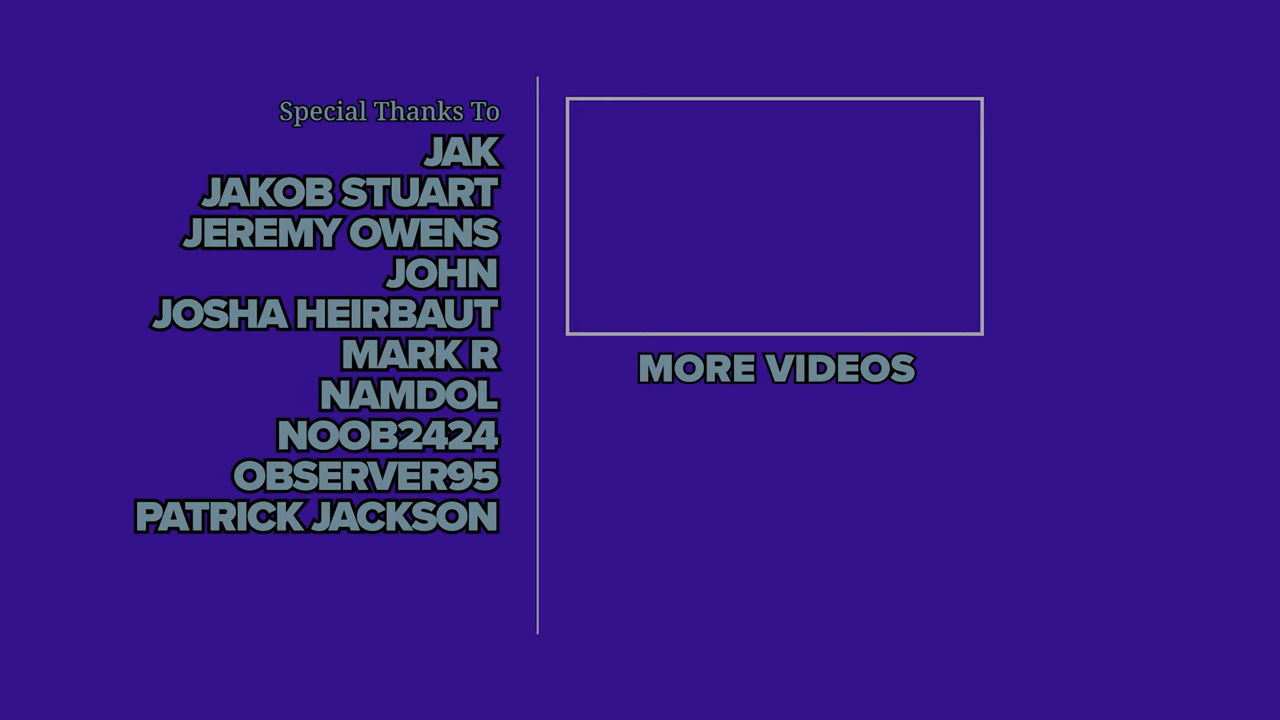 Special Thanks To
JAK
JAKOB STUART
JEREMY OWENS
JOHN
JOSHA HEIRBAUT
MARK R
NAMDOL
NOOB2424
OBSERVER95
PATRICK JACKSON
MORE VIDEOS